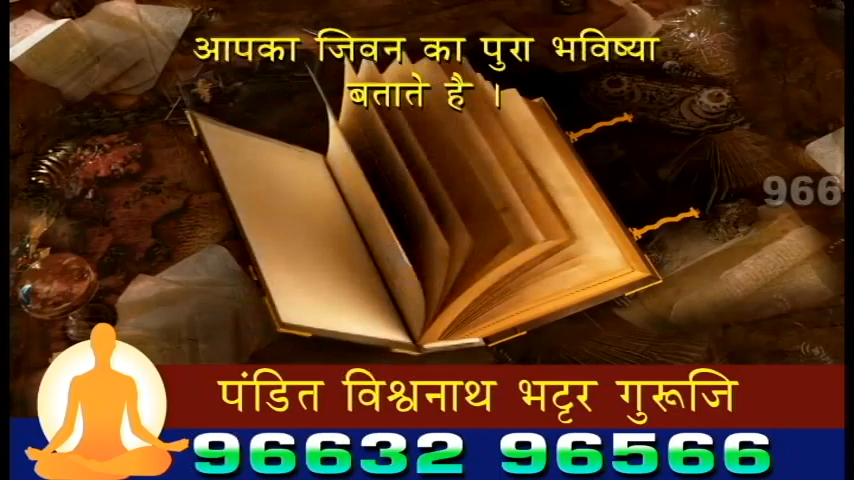 आपका जिवन का पुरा भविष्या
बताते है ।
966
पंडित विश्वनाथ भट्टर गुरूजि
96632 96566